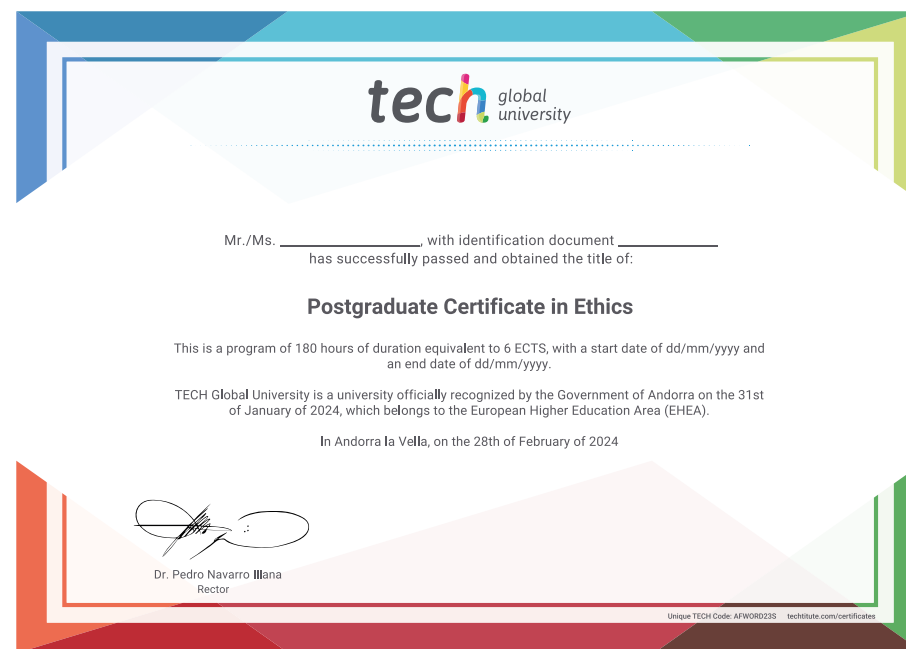 tech global university
Mr./Ms. ____________________, with identification document ______________
has successfully passed and obtained the title of:
Postgraduate Certificate in Ethics
This is a program of 180 hours of duration equivalent to 6 ECTS, with a start date of dd/mm/yyyy and
an end date of dd/mm/yyyy.
TECH Global University is a university officially recognized by the Government of Andorra on the 31st
of January of 2024, which belongs to the European Higher Education Area (EHEA).
In Andorra la Vella, on the 28th of February of 2024
Dr. Pedro Navarro Illana
Rector
Unique TECH Code: AFWORD23S techtitute.com/certificates